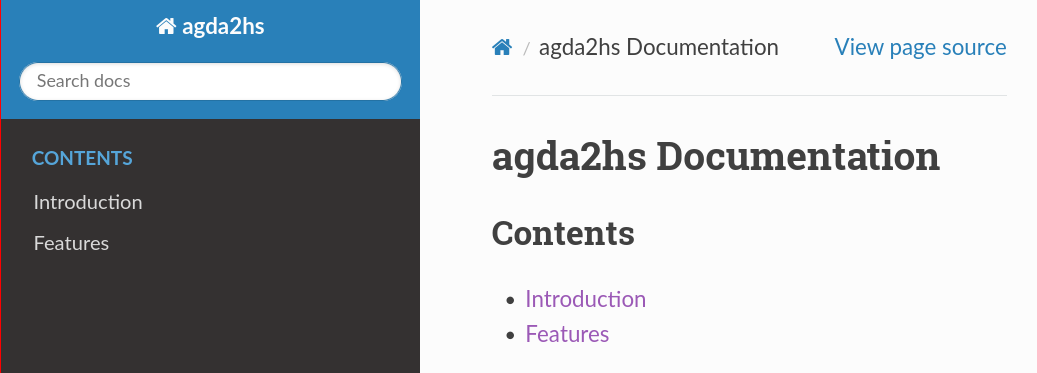 agda2hs
Search docs
CONTENTS
Introduction
Features
/ agda2hs Documentation
View page source
agda2hs Documentation
Contents
• Introduction
• Features